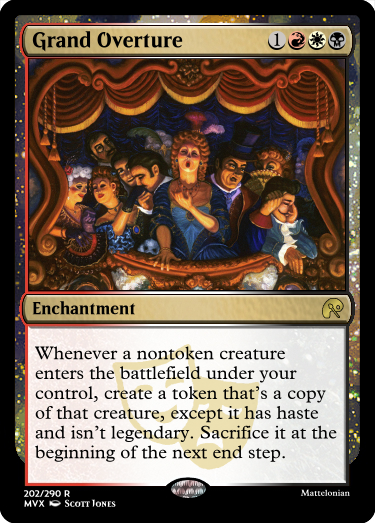 Grand Overture 1
Enchantment
Whenever a nontoken creature
enters the battlefield under your
control, create a token that's a copy
of that creature, except it has haste
and isn't legendary. Sacrifice it at the
beginning of the next end step.
202/290 R
MVX Scott Jones Mattelonian